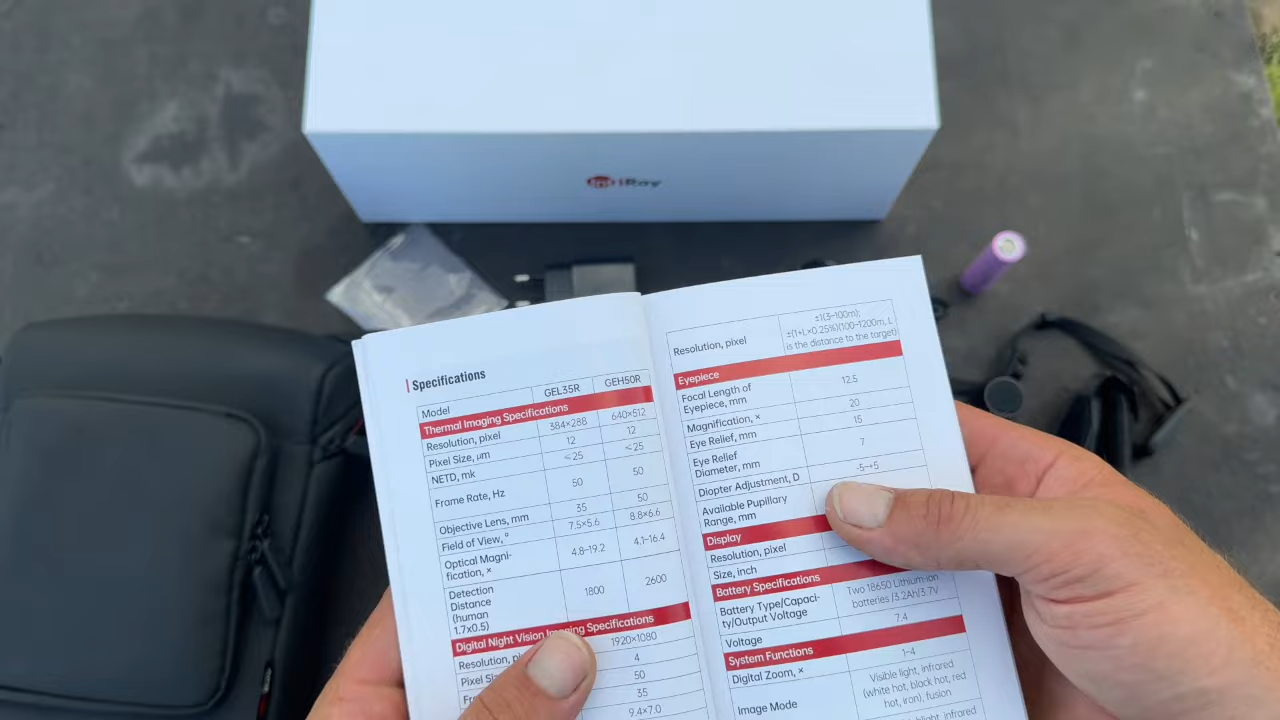 iRay
Specifications
Model GEL35R GEH50R
Thermal Imaging Specifications
Resolution, pixel 384×288 640×512
Pixel Size, μm 12 12
NETD, mk <25 <25
Frame Rate, Hz 50 50
Objective Lens, mm 35 50
Field of View, ° 7.5×5.6 8.8×6.6
Optical Magni-
fication, × 4.8-19.2 4.1-16.4
Detection
Distance
(human
1.7×0.5) 1800 2600
Digital Night Vision Imaging Specifications
Resolution, 1920×1080
Pixel 4
50
35
9.4×7.0
Resolution, pixel
±1(3-100m);
±(1+L×0.25%)(100-1200m, L
is the distance to the target)
Eyepiece
Focal Length of
Eyepiece, mm 12.5
Magnification, × 20
Eye Relief, mm 15
Eye Relief
Diameter, mm 7
Diopter Adjustment, D -5~+5
Available Pupillary
Range, mm
Display
Resolution, pixel
Size, inch
Battery Specifications
Battery Type/Capaci-
ty/Output Voltage
Two 18650 Lithium-ion
batteries /3.2Ah/3.7V
Voltage 7.4
System Functions
Digital Zoom, × 1-4
Image Mode
Visible light, infrared
(white hot, black hot, red
hot, iron), fusion
infrared